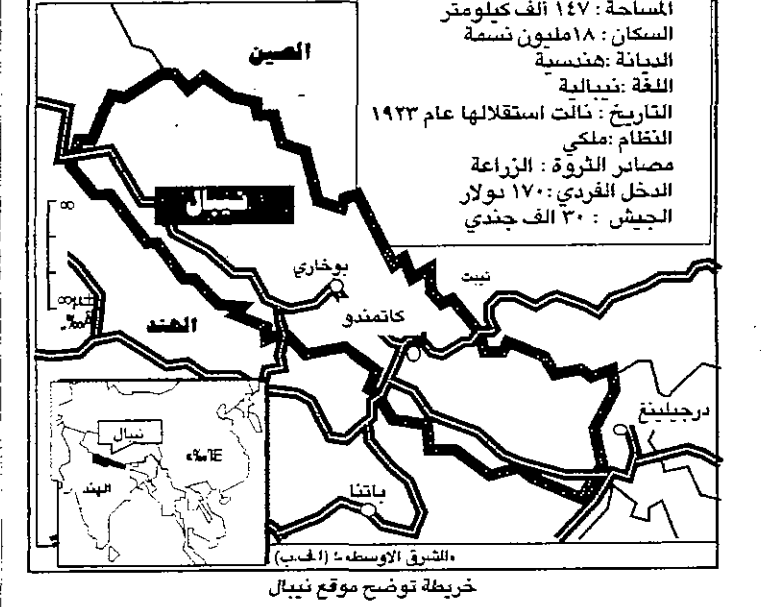 المساحة : ١٤٧ ألف كيلومتر
السكان : ١٨مليون نسمة
الديانة :هندسية
اللغة :نيبالية
التاريخ : نالت استقلالها عام ١٩٢٣
النظام : ملكي
مصادر الثروة : الزراعة
الدخل الفردي :١٧٠ دولار
الجيش : ٣٠ الف جندي
الصين
نيبال
بوخاري
تيبت
كاتمندو
الهند
درجيلينغ
نيبال
الهند
باتنا
«الشرق الاوسط» : (ا.ف.ب)
خريطة توضح موقع نيبال